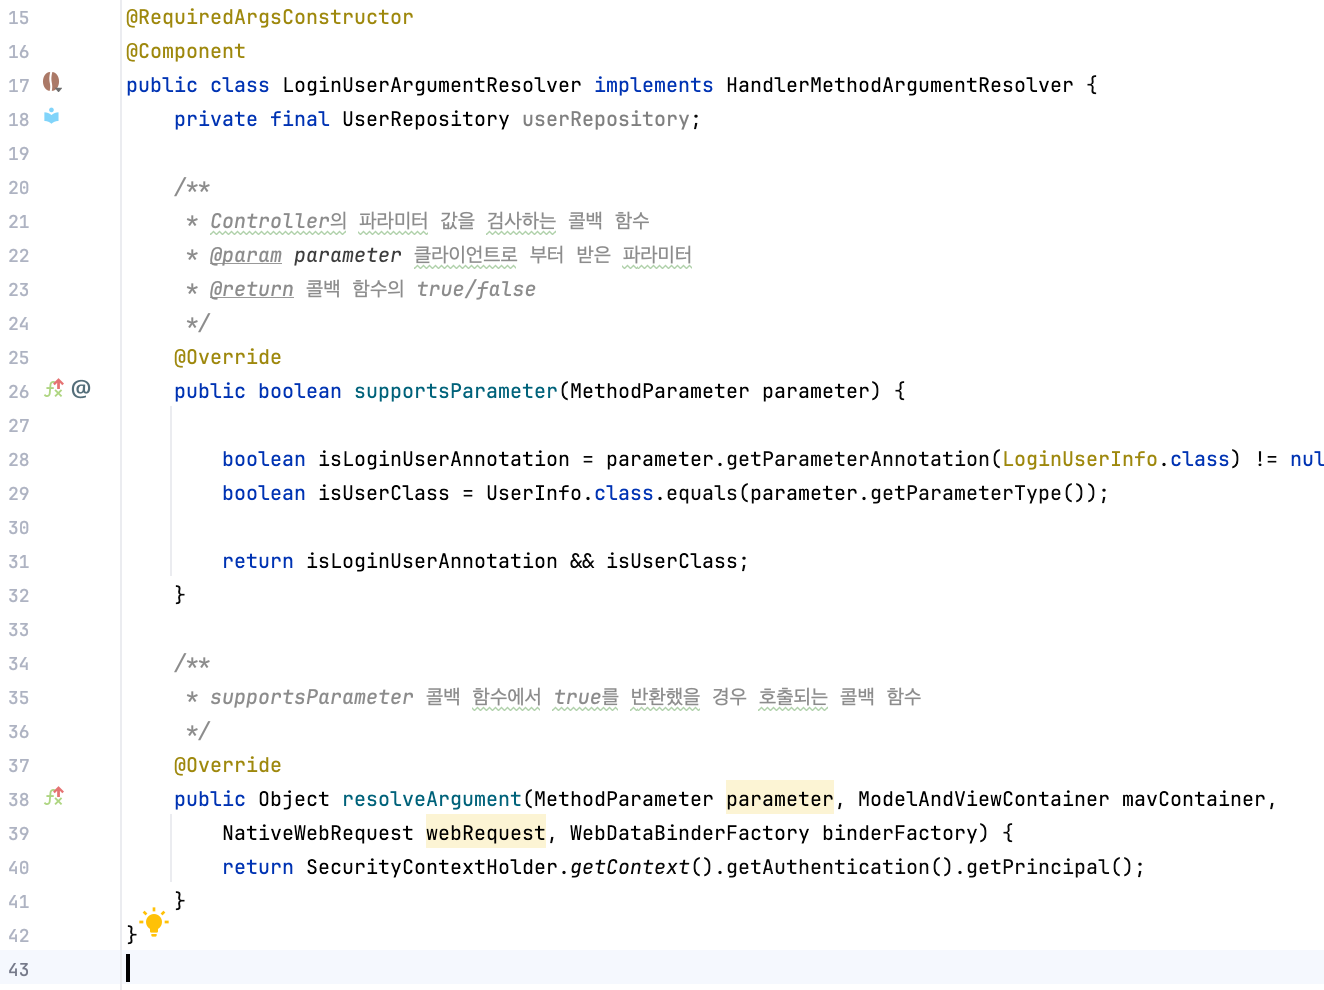 15 @RequiredArgsConstructor
16 @Component
17 public class LoginUserArgumentResolver implements HandlerMethodArgumentResolver {
18 private final UserRepository userRepository;
19
20 /**
21 * Controller의 파라미터 값을 검사하는 콜백 함수
22 * @param parameter 클라이언트로 부터 받은 파라미터
23 * @return 콜백 함수의 true/false
24 */
25 @Override
26 @ public boolean supportsParameter(MethodParameter parameter) {
27
28 boolean isLoginUserAnnotation = parameter.getParameterAnnotation(LoginUserInfo.class) != nul
29 boolean isUserClass = UserInfo.class.equals(parameter.getParameterType());
30
31 return isLoginUserAnnotation && isUserClass;
32 }
33
34 /**
35 * supportsParameter 콜백 함수에서 true를 반환했을 경우 호출되는 콜백 함수
36 */
37 @Override
38 public Object resolveArgument(MethodParameter parameter, ModelAndViewContainer mavContainer,
39 NativeWebRequest webRequest, WebDataBinderFactory binderFactory) {
40 return SecurityContextHolder.getContext().getAuthentication().getPrincipal();
41 }
42 }
43